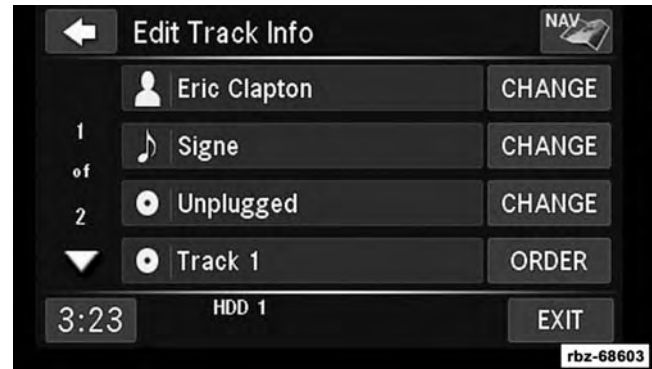 Edit Track Info
NAV
Eric Clapton CHANGE
1
of
2
Signe CHANGE
Unplugged CHANGE
Track 1 ORDER
3:23
HDD 1
EXIT
rbz-68603